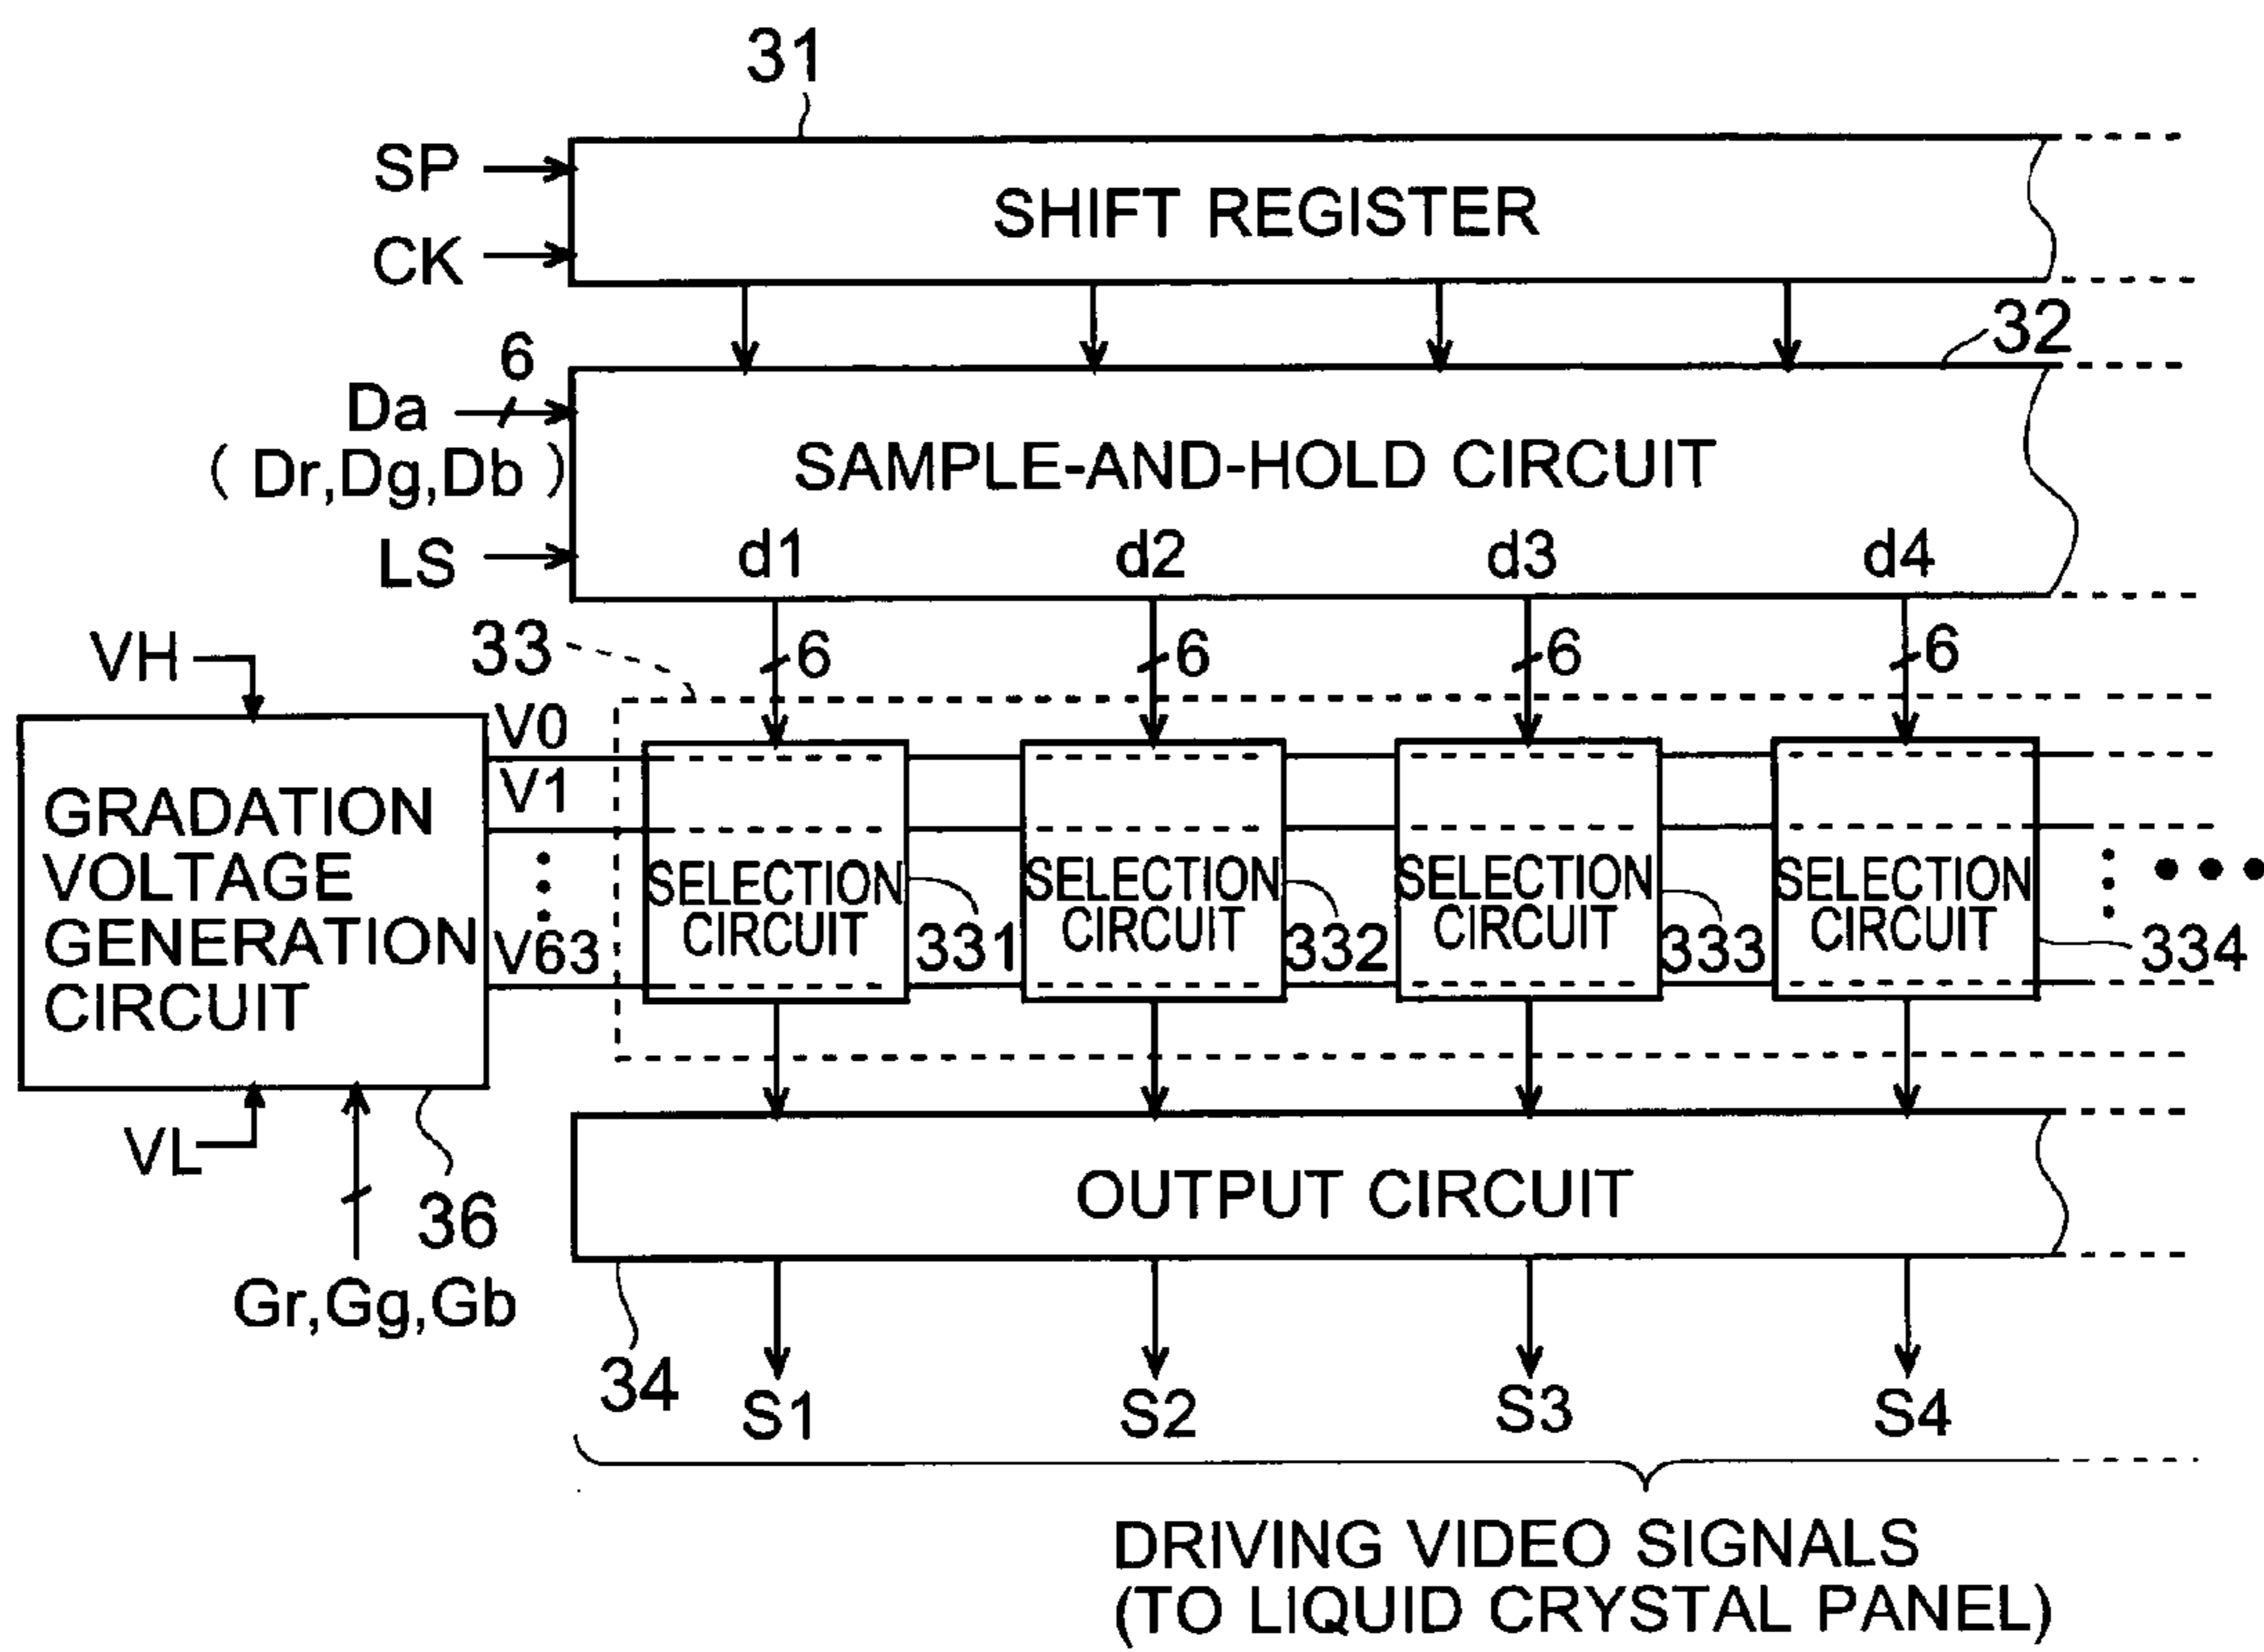 31
SP
SHIFT REGISTER
CK
32
6
Da
( Dr,Dg,Db )
SAMPLE-AND-HOLD CIRCUIT
LS
d1 d2 d3 d4
33
6 6 6 6
VH
V0
V1
V63
GRADATION
VOLTAGE
GENERATION
CIRCUIT
SELECTION
CIRCUIT
331
SELECTION
CIRCUIT
332
SELECTION
CIRCUIT
333
SELECTION
CIRCUIT
334
VL
36
Gr,Gg,Gb
OUTPUT CIRCUIT
34
S1 S2 S3 S4
DRIVING VIDEO SIGNALS
(TO LIQUID CRYSTAL PANEL)